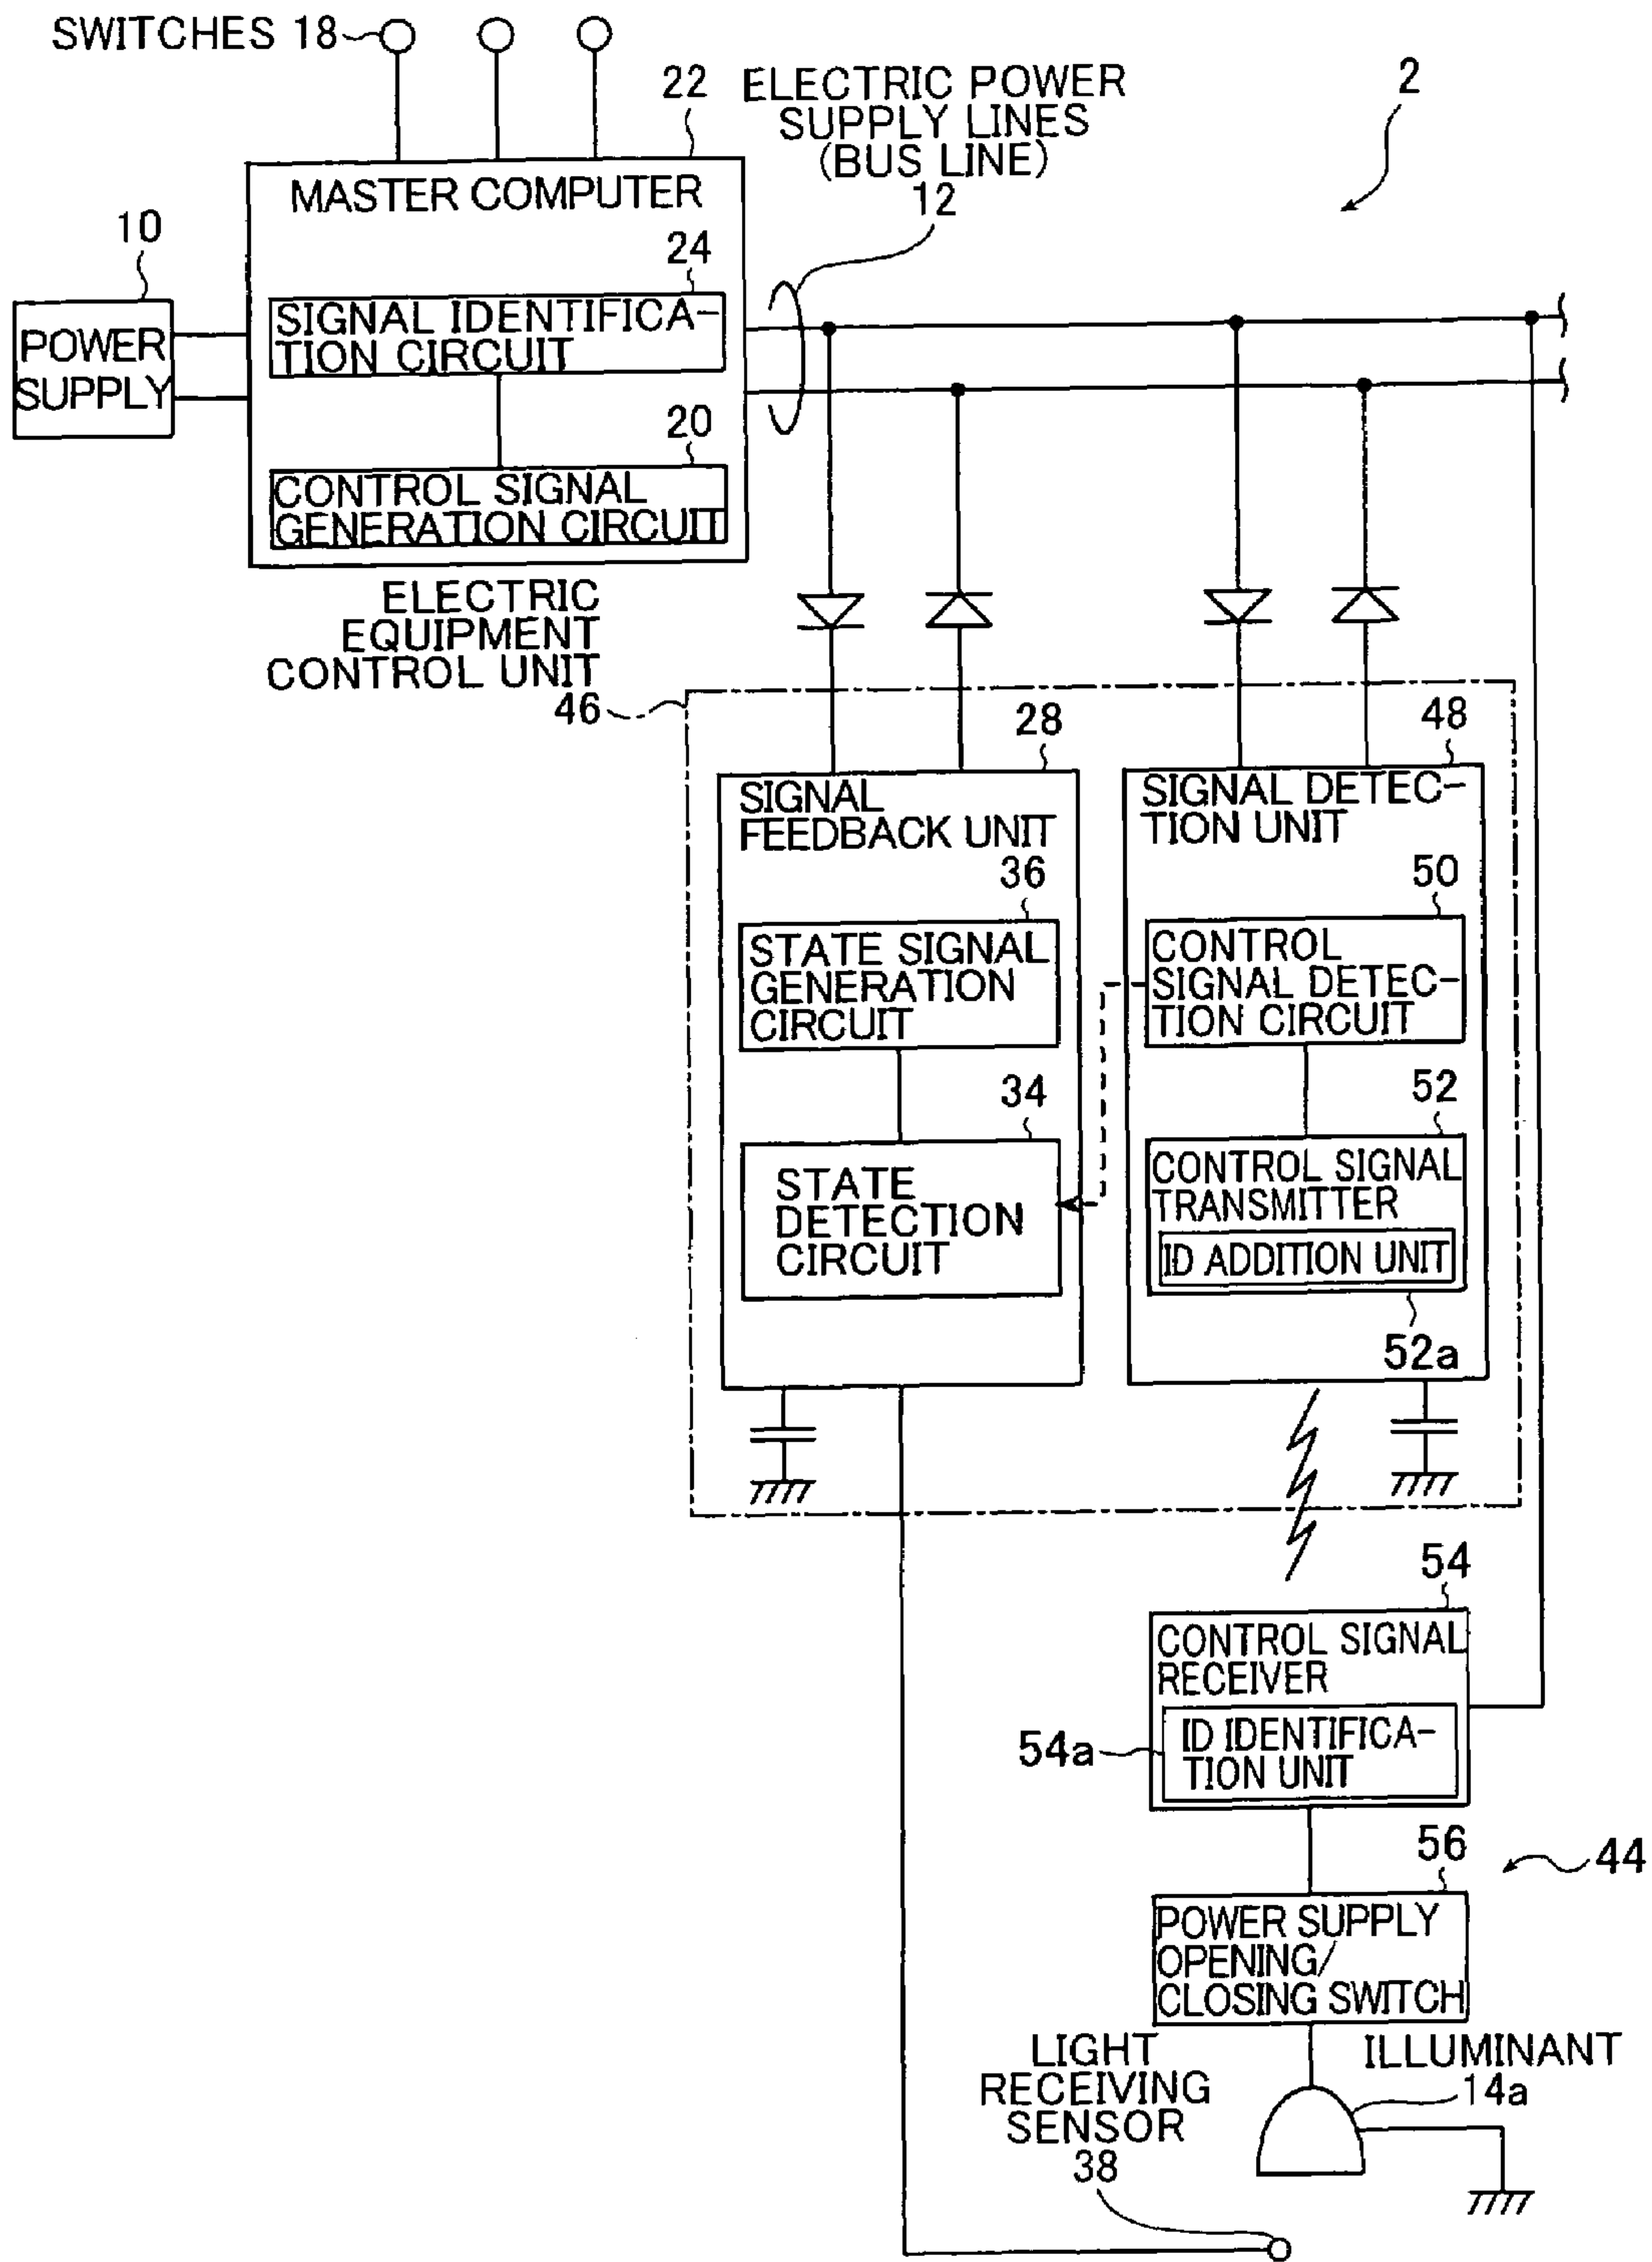 SWITCHES 18
22
ELECTRIC POWER
SUPPLY LINES
(BUS LINE)
12
2
MASTER COMPUTER
10
24
POWER
SUPPLY
SIGNAL IDENTIFICA-
TION CIRCUIT
20
CONTROL SIGNAL
GENERATION CIRCUIT
ELECTRIC
EQUIPMENT
CONTROL UNIT
46
28
48
SIGNAL
FEEDBACK UNIT
SIGNAL DETEC-
TION UNIT
36
50
STATE SIGNAL
GENERATION
CIRCUIT
CONTROL
SIGNAL DETEC-
TION CIRCUIT
34
52
STATE
DETECTION
CIRCUIT
CONTROL SIGNAL
TRANSMITTER
ID ADDITION UNIT
52a
54
CONTROL SIGNAL
RECEIVER
54a
ID IDENTIFICA-
TION UNIT
56
44
POWER SUPPLY
OPENING/
CLOSING SWITCH
LIGHT
RECEIVING
SENSOR
38
ILLUMINANT
14a